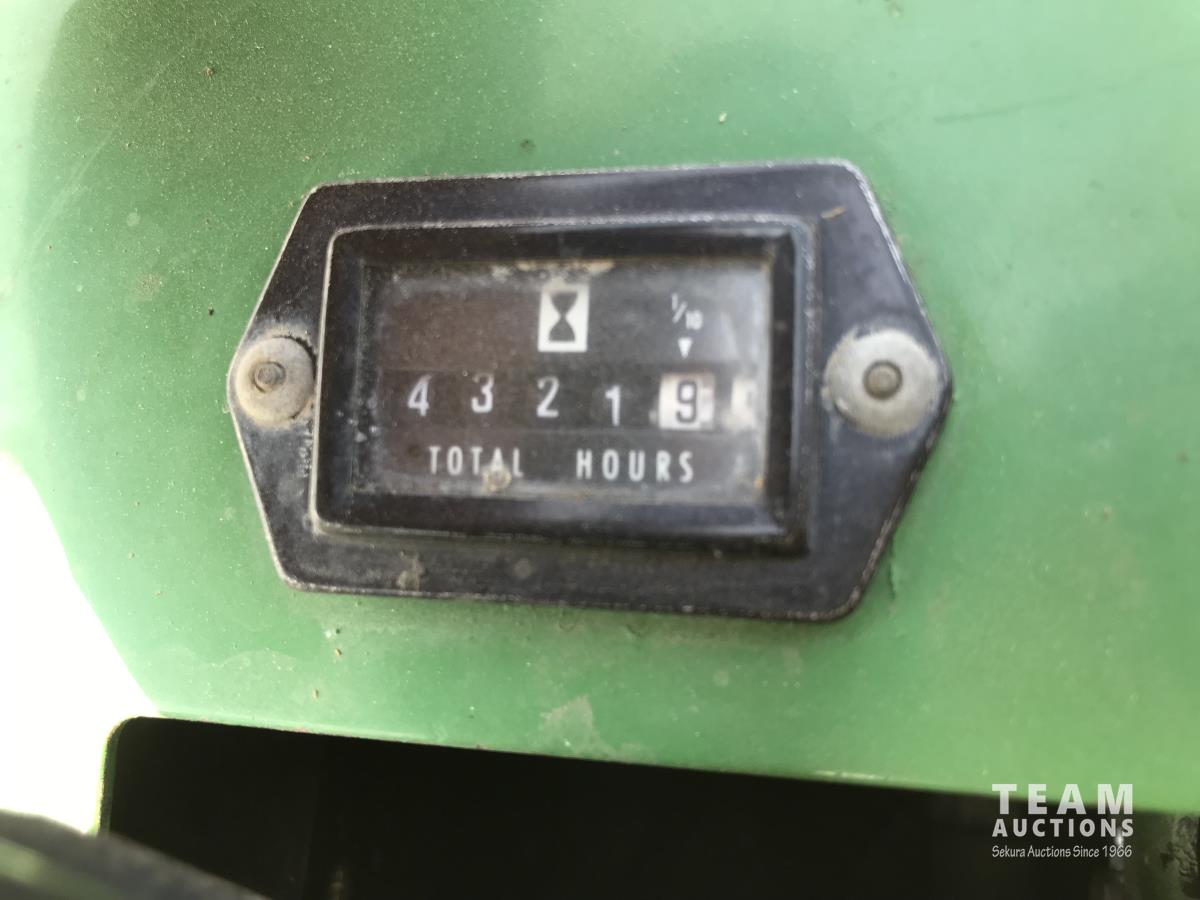 1/10
4 3 2 1 9
TOTAL HOURS
TEAM
AUCTIONS
Sekura Auctions Since 1966